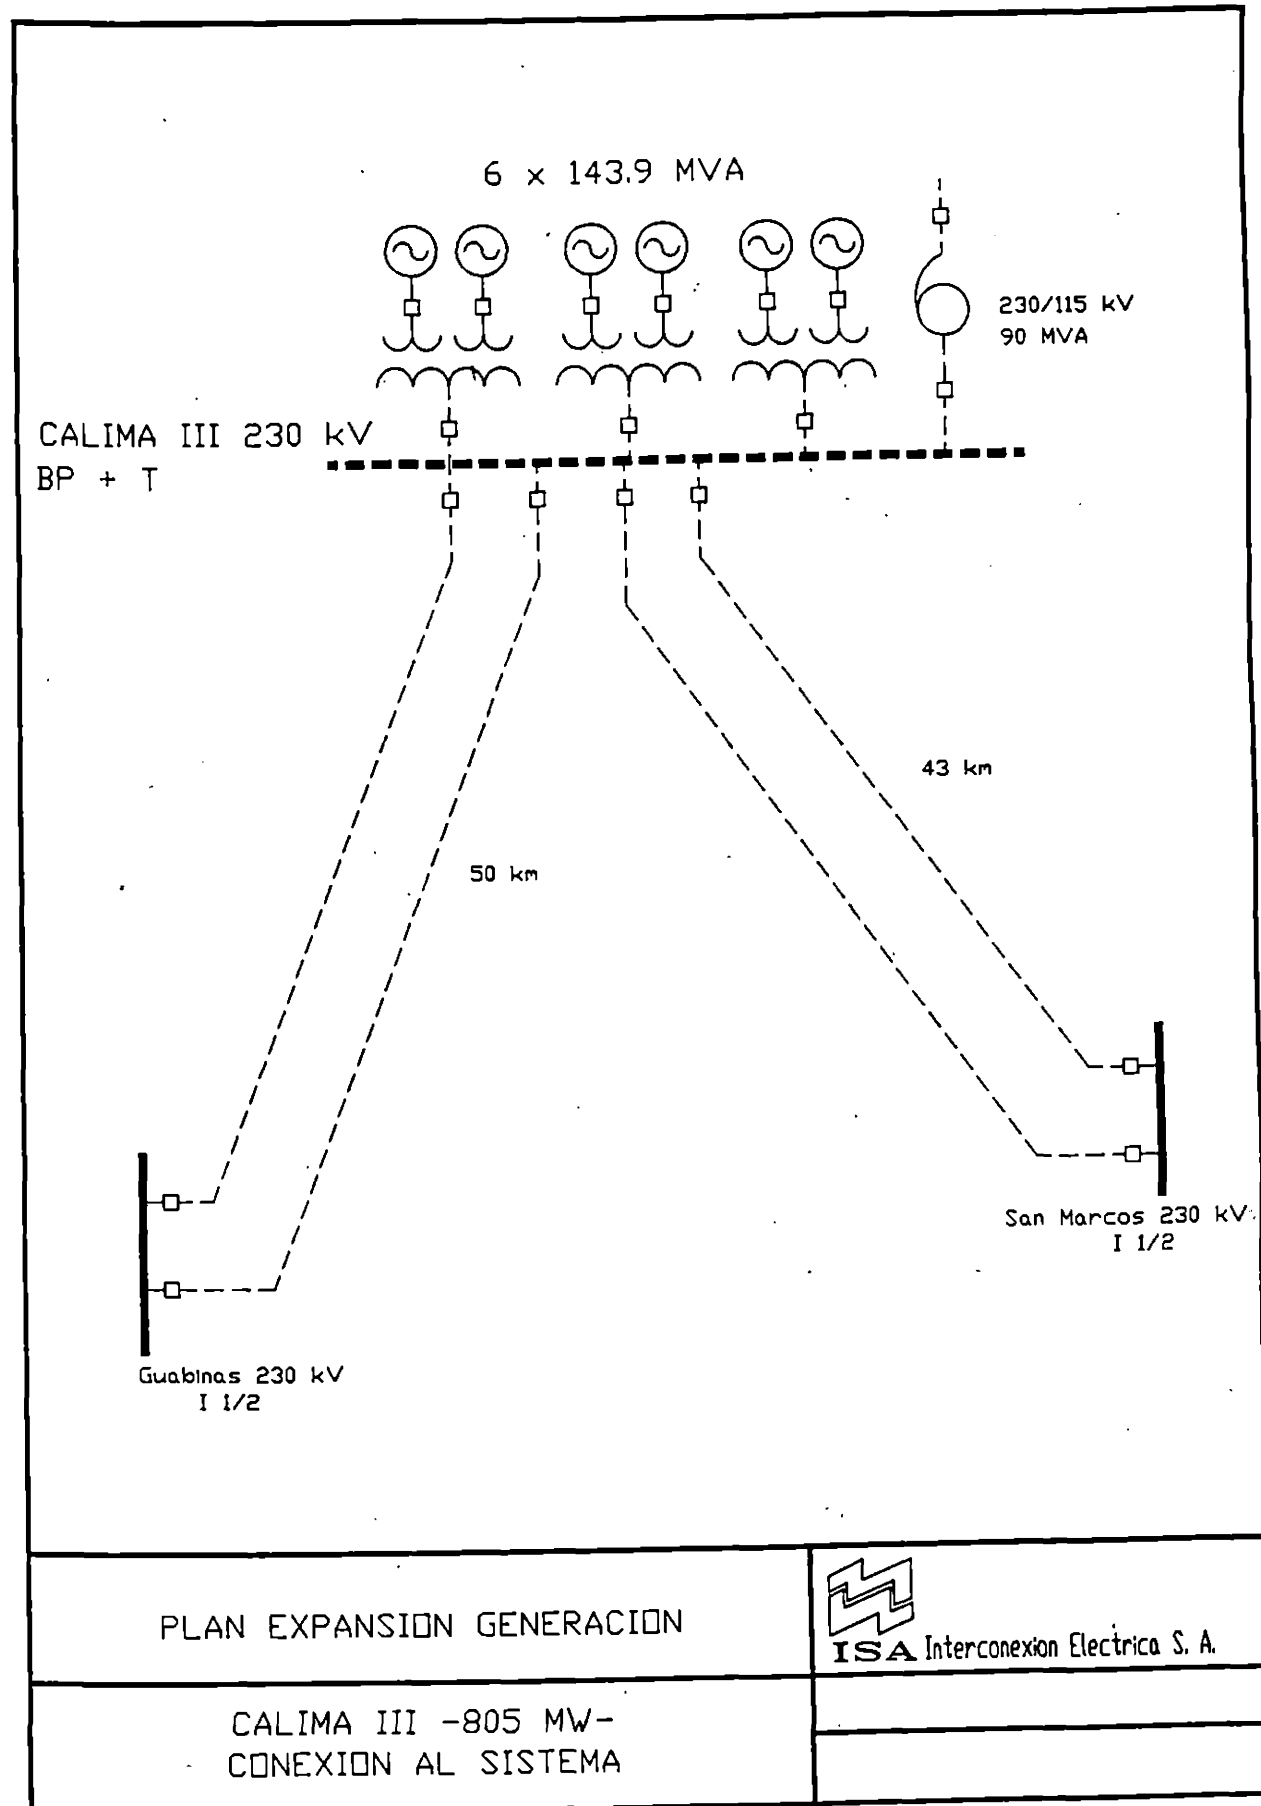 6 x 143.9 MVA
230/115 kV
90 MVA
CALIMA III 230 kV
BP + T
43 km
50 km
San Marcos 230 kV
I 1/2
Guabinas 230 kV
I 1/2
PLAN EXPANSION GENERACION
ISA Interconexion Electrica S. A.
CALIMA III -805 MW-
CONEXION AL SISTEMA